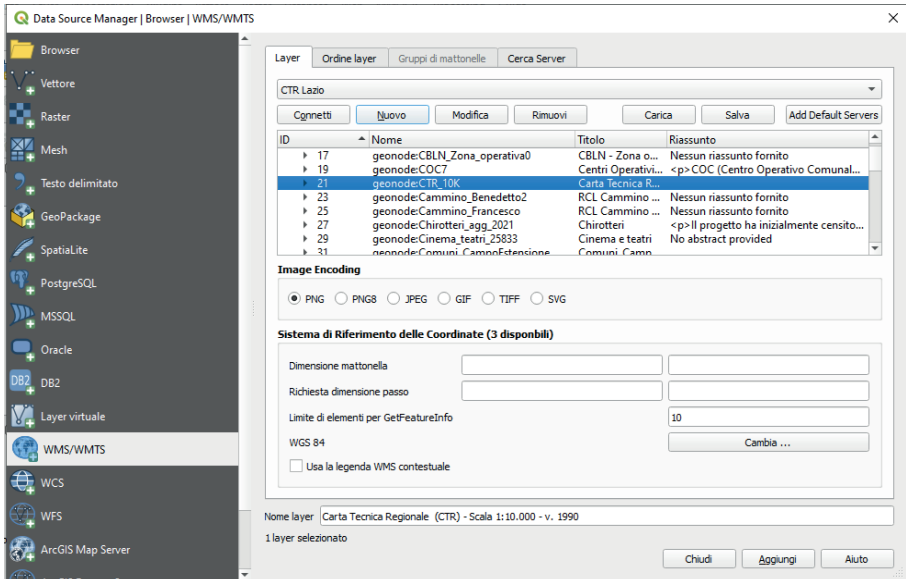 Data Source Manager | Browser | WMS/WMTS
Browser
Vettore
Raster
Mesh
Testo delimitato
GeoPackage
SpatiaLite
PostgreSQL
MSSQL
Oracle
DB2 DB2
Layer virtuale
WMS/WMTS
WCS
WFS
ArcGIS Map Server
Layer Ordine layer Gruppi di mattonelle Cerca Server
CTR Lazio
Connetti Nuovo Modifica Rimuovi Carica Salva Add Default Servers
ID Nome Titolo Riassunto
17 geonode:CBLN_Zona_operativa0 CBLN - Zona o... Nessun riassunto fornito
19 geonode:COC7 Centri Operativi... <p>COC (Centro Operativo Comunal...
21 geonode:CTR_10K Carta Tecnica R...
23 geonode:Cammino_Benedetto2 RCL Cammino ... Nessun riassunto fornito
25 geonode:Cammino_Francesco RCL Cammino ... Nessun riassunto fornito
27 geonode:Chirotteri_agg_2021 Chirotteri <p>Il progetto ha inizialmente censito...
29 geonode:Cinema_teatri_25833 Cinema e teatri No abstract provided
31 geonode:Comuni_CampoEstensione Comuni Camp
Image Encoding
PNG PNG8 JPEG GIF TIFF SVG
Sistema di Riferimento delle Coordinate (3 disponbili)
Dimensione mattonella
Richiesta dimensione passo
Limite di elementi per GetFeatureInfo 10
WGS 84 Cambia ...
Usa la legenda WMS contestuale
Nome layer Carta Tecnica Regionale (CTR) - Scala 1:10.000 - v. 1990
1 layer selezionato
Chiudi Aggiungi Aiuto